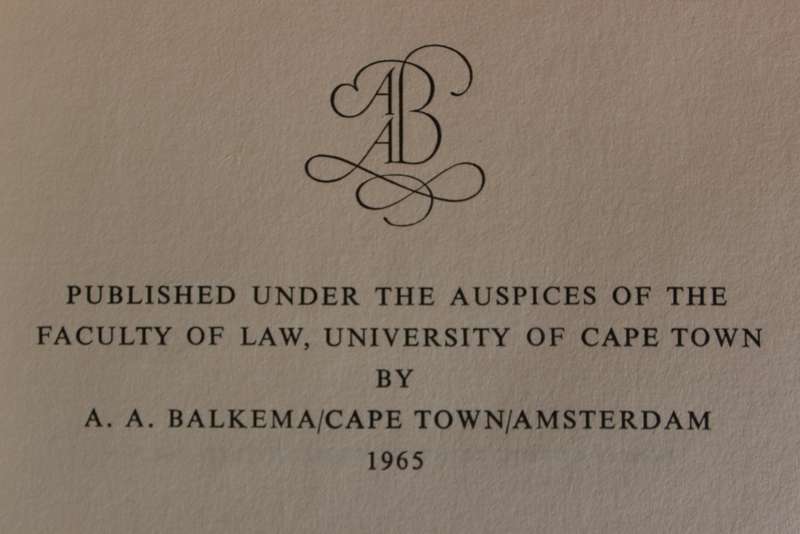 AAB
PUBLISHED UNDER THE AUSPICES OF THE
FACULTY OF LAW, UNIVERSITY OF CAPE TOWN
BY
A. A. BALKEMA/CAPE TOWN/AMSTERDAM
1965